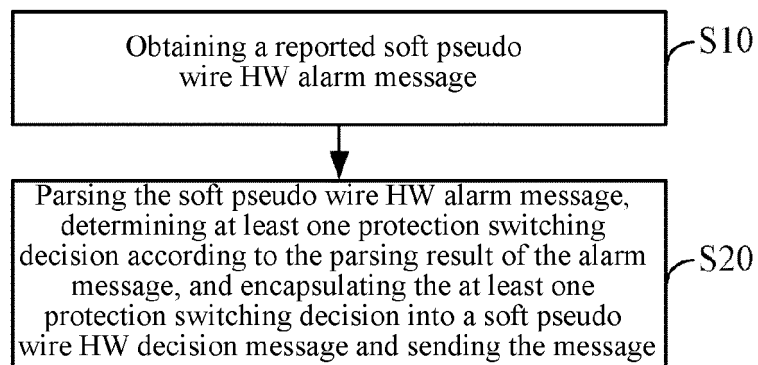 Obtaining a reported soft pseudo
wire HW alarm message
S10
Parsing the soft pseudo wire HW alarm message,
determining at least one protection switching
decision according to the parsing result of the alarm
message, and encapsulating the at least one
protection switching decision into a soft pseudo
wire HW decision message and sending the message
S20